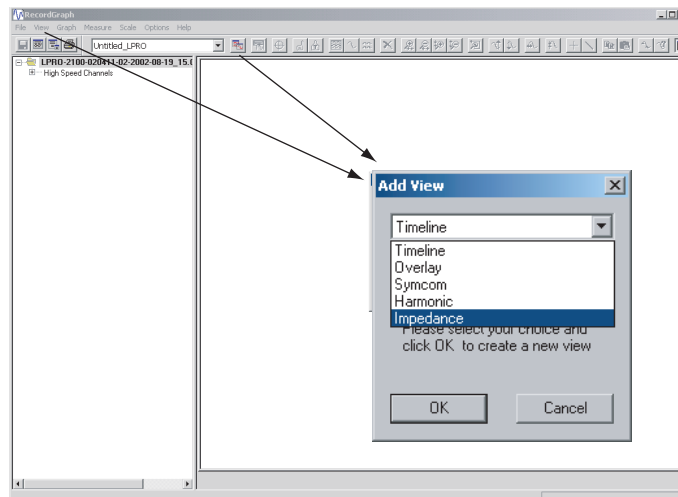 RecordGraph
File View Graph Measure Scale Options Help
Untitled_LPRO
LPRO-2100-020411-02-2002-08-19_15.0
High Speed Channels
Add View
Timeline
Timeline
Overlay
Symcom
Harmonic
Impedance
Please select your choice and
click OK to create a new view
OK Cancel